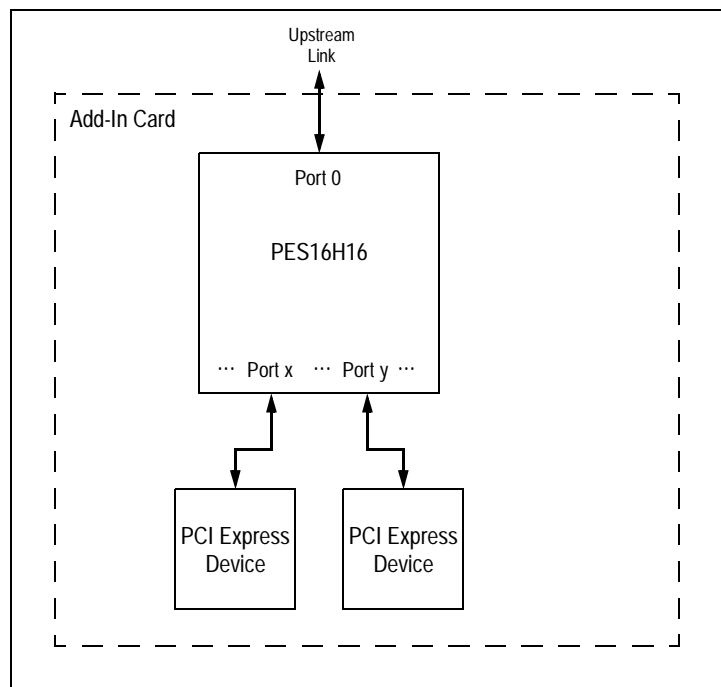 Upstream
Link
Add-In Card
Port 0
PES16H16
··· Port x ··· Port y ···
PCI Express
Device
PCI Express
Device